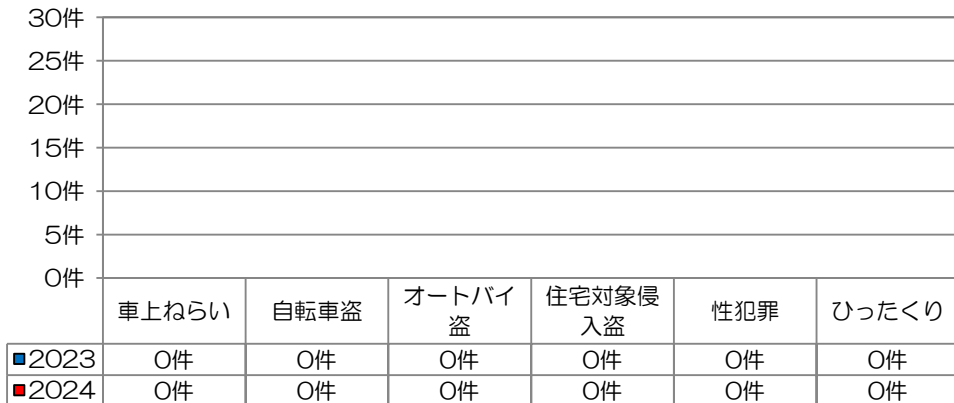 30件
25件
20件
15件
10件
5件
0件
車上ねらい 自転車盗 オートバイ盗 住宅対象侵入盗 性犯罪 ひったくり
2023 0件 0件 0件 0件 0件 0件
2024 0件 0件 0件 0件 0件 0件